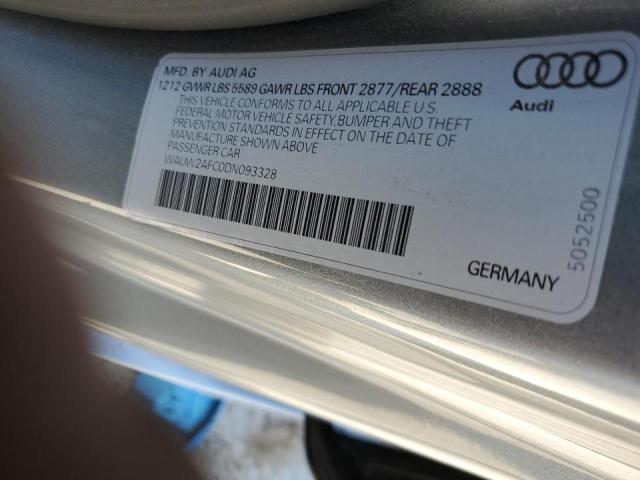 MFD. BY AUDI AG
1212 GVWR LBS 5589 GAWR LBS FRONT 2877/REAR 2888
THIS VEHICLE CONFORMS TO ALL APPLICABLE U.S.
FEDERAL MOTOR VEHICLE SAFETY, BUMPER AND THEFT
PREVENTION STANDARDS IN EFFECT ON THE DATE OF
MANUFACTURE SHOWN ABOVE
PASSENGER CAR
WAUW2AFC0DN093328
Audi
GERMANY
5052500